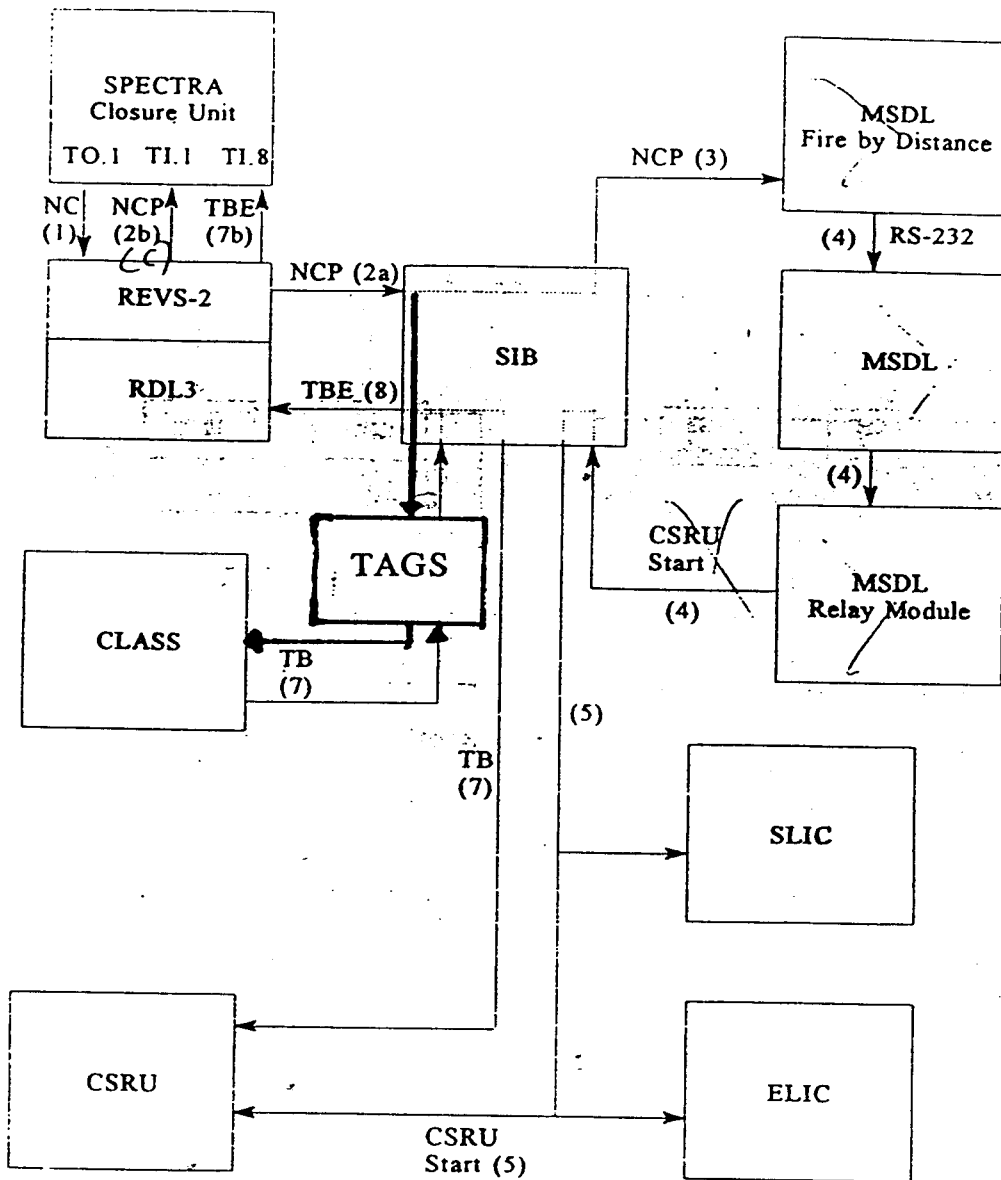 SPECTRA
Closure Unit
TO.1 TI.1 TI.8
NC
(1)
NCP
(2b)
(c)
TBE
(7b)
REVS-2
RDL3
NCP (2a)
TBE (8)
SIB
NCP (3)
MSDL
Fire by Distance
(4) RS-232
MSDL
(4)
MSDL
Relay Module
CSRU
Start
(4)
TAGS
CLASS
TB
(7)
TB
(7)
(5)
SLIC
CSRU
CSRU
Start (5)
ELIC